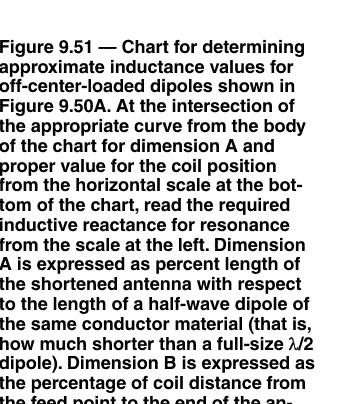 Figure 9.51 — Chart for determining
approximate inductance values for
off-center-loaded dipoles shown in
Figure 9.50A. At the intersection of
the appropriate curve from the body
of the chart for dimension A and
proper value for the coil position
from the horizontal scale at the bot-
tom of the chart, read the required
inductive reactance for resonance
from the scale at the left. Dimension
A is expressed as percent length of
the shortened antenna with respect
to the length of a half-wave dipole of
the same conductor material (that is,
how much shorter than a full-size λ/2
dipole). Dimension B is expressed as
the percentage of coil distance from
the feed point to the end of the an-